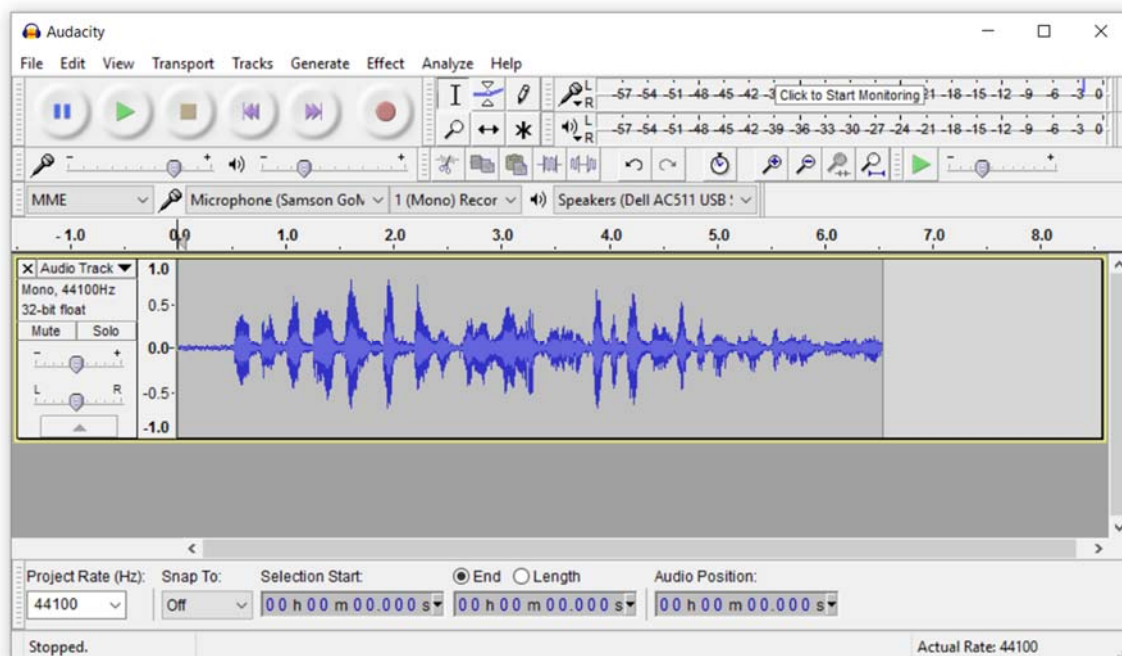 Audacity
File Edit View Transport Tracks Generate Effect Analyze Help
L
R
-57 -54 -51 -48 -45 -42 -3 Click to Start Monitoring 21 -18 -15 -12 -9 -6 -3 0
L
R
-57 -54 -51 -48 -45 -42 -39 -36 -33 -30 -27 -24 -21 -18 -15 -12 -9 -6 -3 0
- + - + - +
MME Microphone (Samson GoM 1 (Mono) Recor Speakers (Dell AC511 USB :
- 1.0 0.0 1.0 2.0 3.0 4.0 5.0 6.0 7.0 8.0
X Audio Track 1.0
Mono, 44100Hz
32-bit float 0.5
Mute Solo
- + 0.0
L R
-0.5
-1.0
Project Rate (Hz): Snap To: Selection Start: End Length Audio Position:
44100 Off 00 h 00 m 00.000 s 00 h 00 m 00.000 s 00 h 00 m 00.000 s
Stopped. Actual Rate: 44100